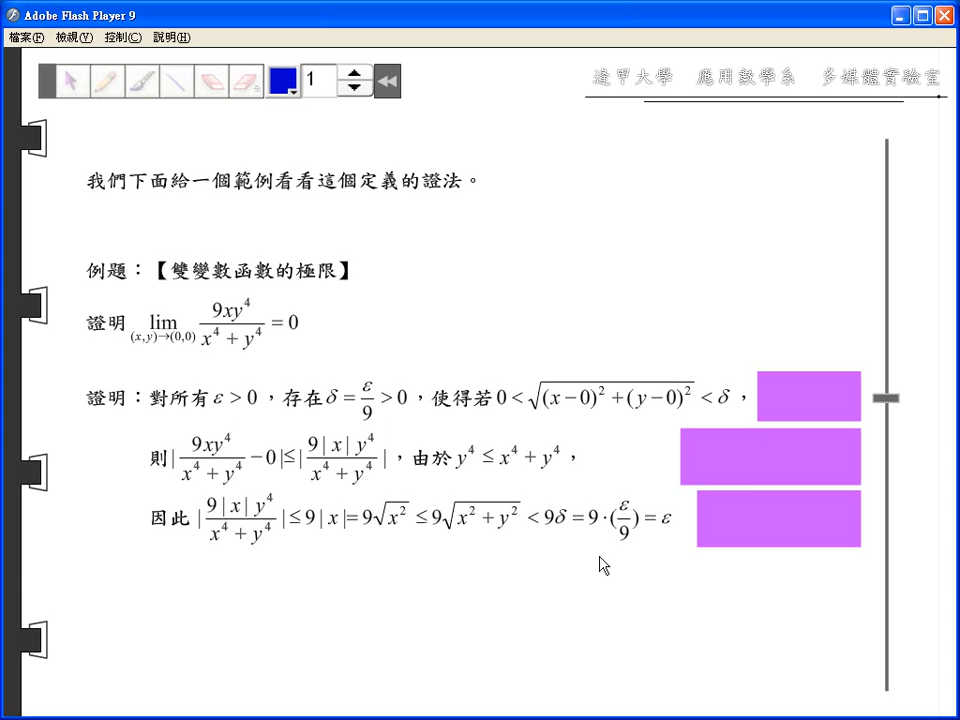 Adobe Flash Player 9
檔案(F) 檢視(V) 控制(C) 說明(H)
1
逢甲大學 應用數學系 多媒體實驗室
我們下面給一個範例看看這個定義的證法。
例題：【雙變數函數的極限】
證明 lim_{(x,y)→(0,0)} 9xy^4/(x^4+y^4) = 0
證明：對所有 ε > 0，存在 δ = ε/9 > 0，使得若 0 < √((x−0)^2+(y−0)^2) < δ，
則 |9xy^4/(x^4+y^4) − 0| ≤ |9|x|y^4/(x^4+y^4)|，由於 y^4 ≤ x^4 + y^4，
因此 |9|x|y^4/(x^4+y^4)| ≤ 9|x| = 9√(x^2) ≤ 9√(x^2+y^2) < 9δ = 9·(ε/9) = ε